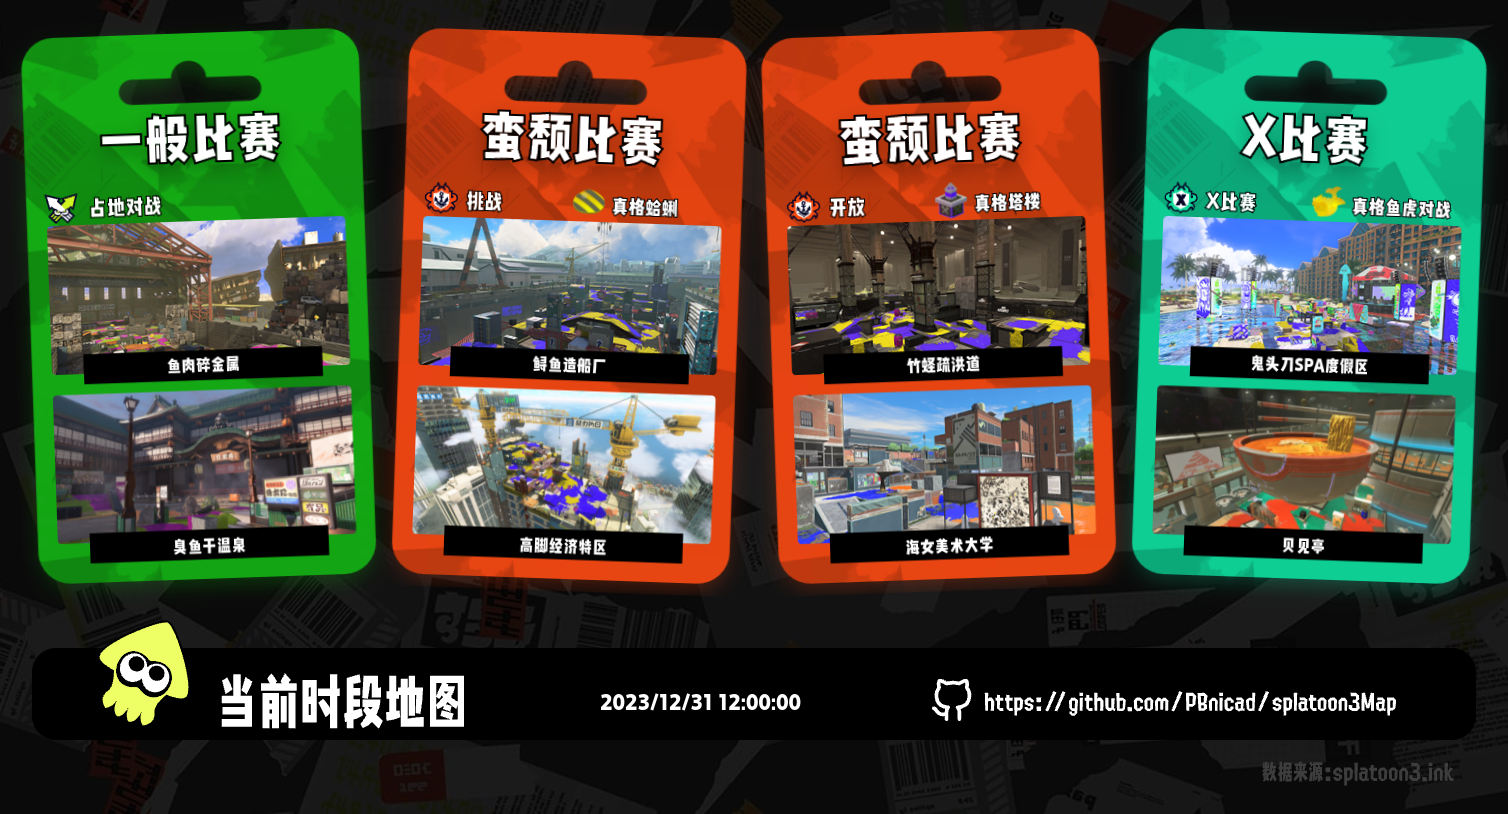 一般比赛
占地对战
鱼肉碎金属
臭鱼干温泉
蛮颓比赛
挑战
真格蛤蜊
鲟鱼造船厂
高脚经济特区
蛮颓比赛
开放
真格塔楼
竹蛏疏洪道
海女美术大学
X比赛
X比赛
真格鱼虎对战
鬼头刀SPA度假区
贝见亭
当前时段地图
2023/12/31 12:00:00
https://github.com/PBnicad/splatoon3Map
数据来源:splatoon3.ink